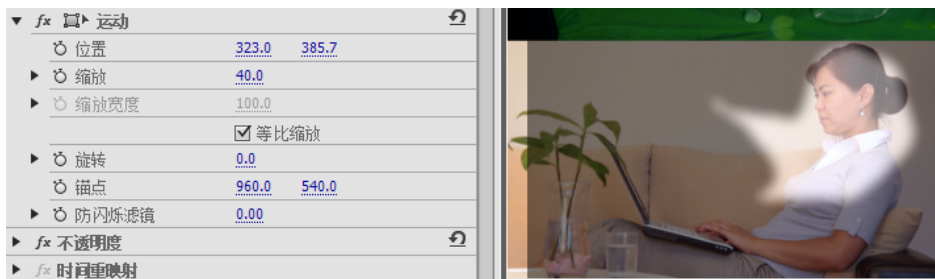 fx 运动
位置 323.0 385.7
缩放 40.0
缩放宽度 100.0
等比缩放
旋转 0.0
锚点 960.0 540.0
防闪烁滤镜 0.00
fx 不透明度
fx 时间重映射